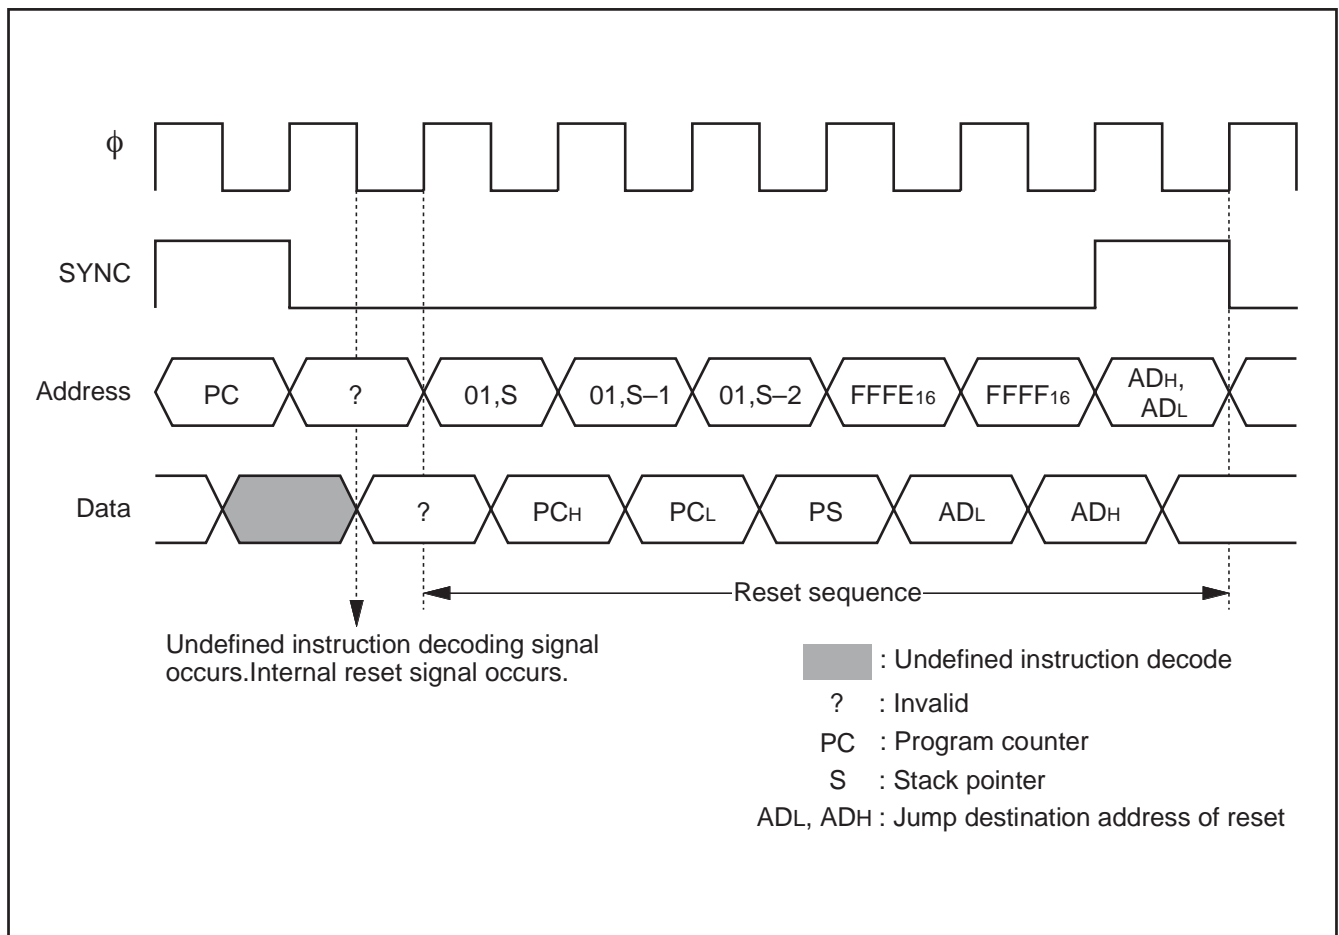 ϕ
SYNC
Address PC ? 01,S 01,S–1 01,S–2 FFFE16 FFFF16 ADH,
ADL
Data ? PCH PCL PS ADL ADH
Reset sequence
Undefined instruction decoding signal
occurs.Internal reset signal occurs.
: Undefined instruction decode
? : Invalid
PC : Program counter
S : Stack pointer
ADL, ADH : Jump destination address of reset